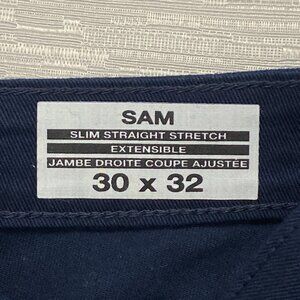 SAM
SLIM STRAIGHT STRETCH
EXTENSIBLE
JAMBE DROITE COUPE AJUSTÉE
30 x 32